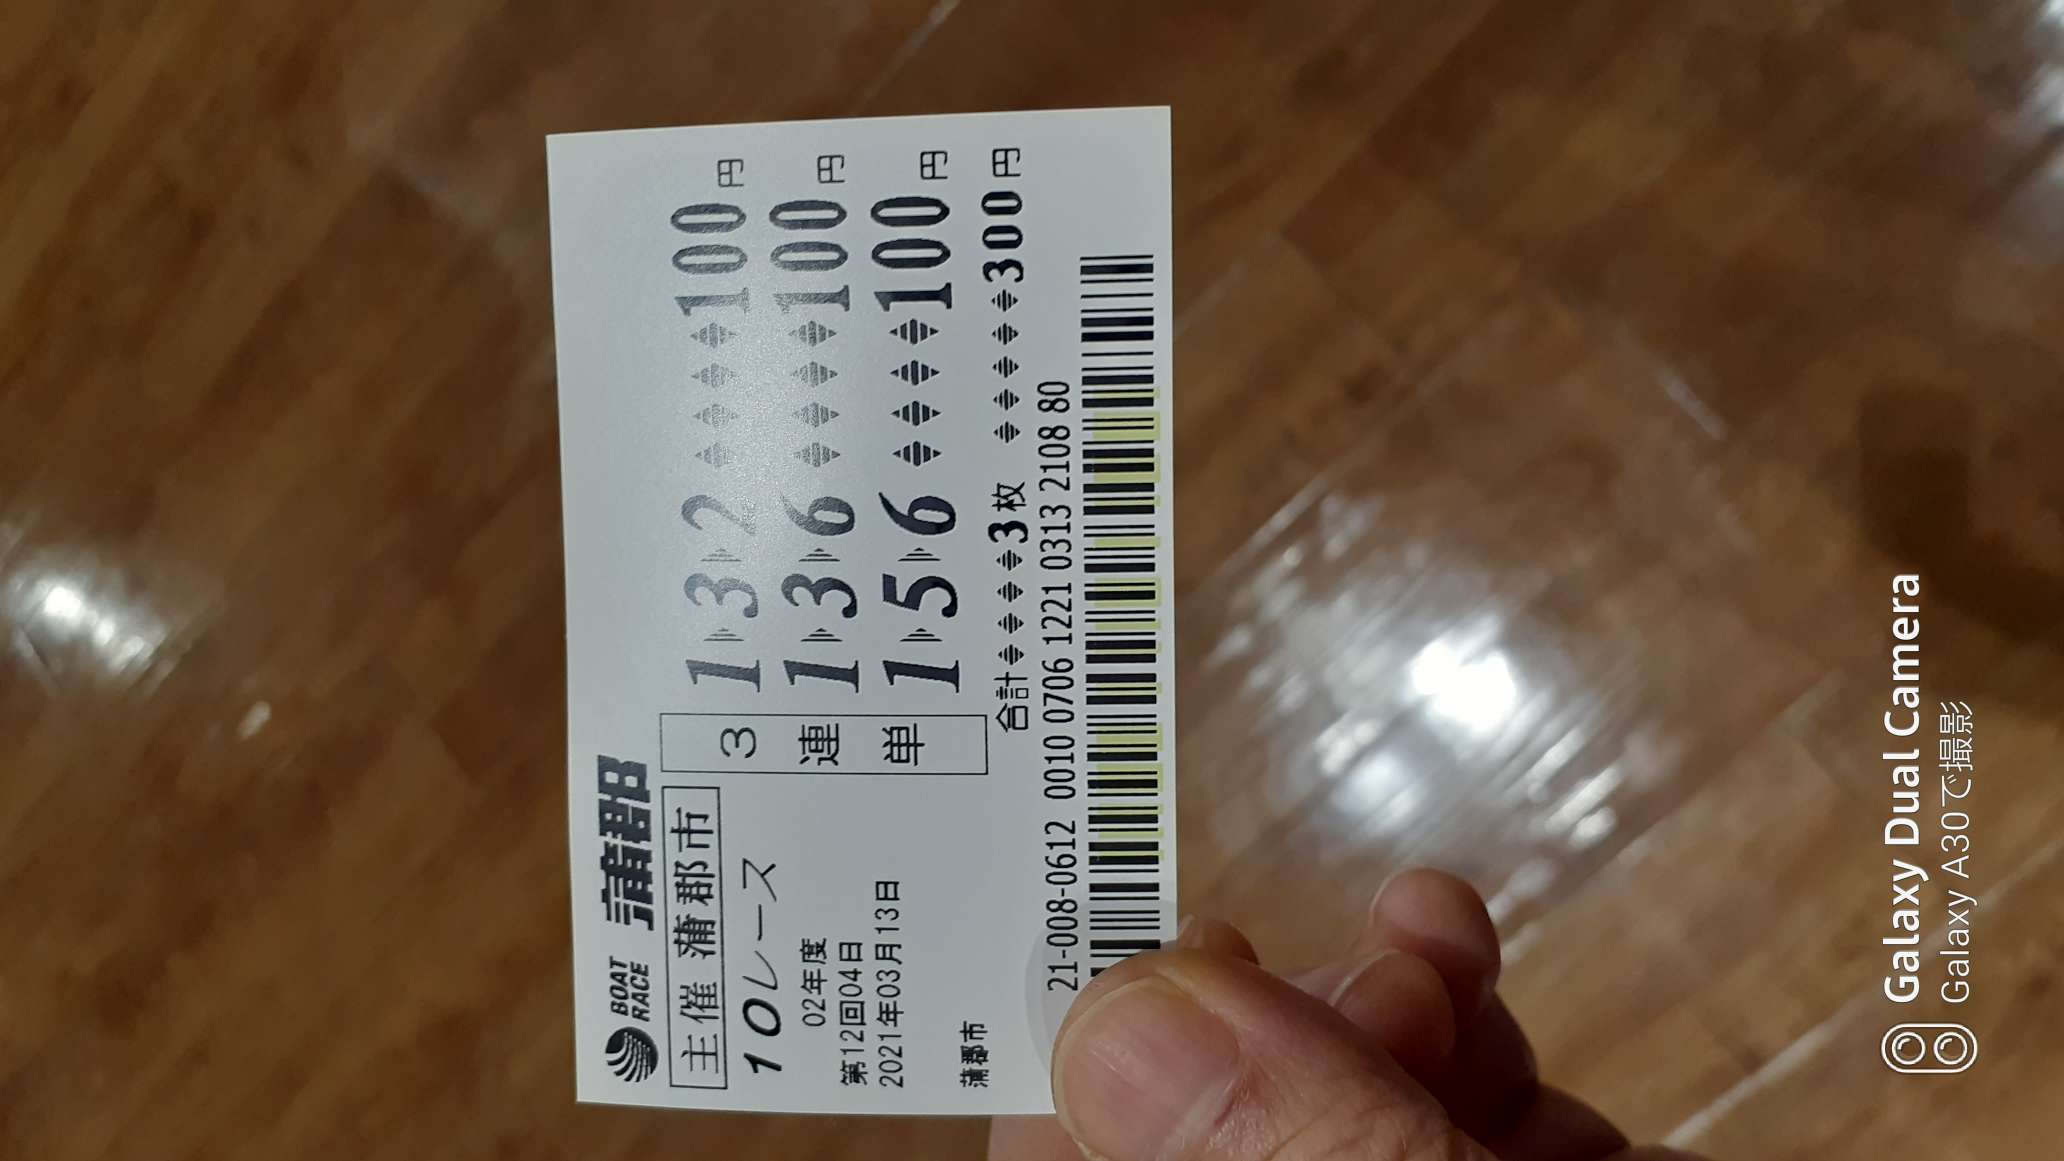 BOAT RACE 蒲郡
主催 蒲郡市
10レース
02年度
第12回04日
2021年03月13日
蒲郡市
3連単
1 3 2 100円
1 3 6 100円
1 5 6 100円
合計 3枚 300円
21-008-0612 0010 0706 1221 0313 2108 80
Galaxy Dual Camera
Galaxy A30で撮影